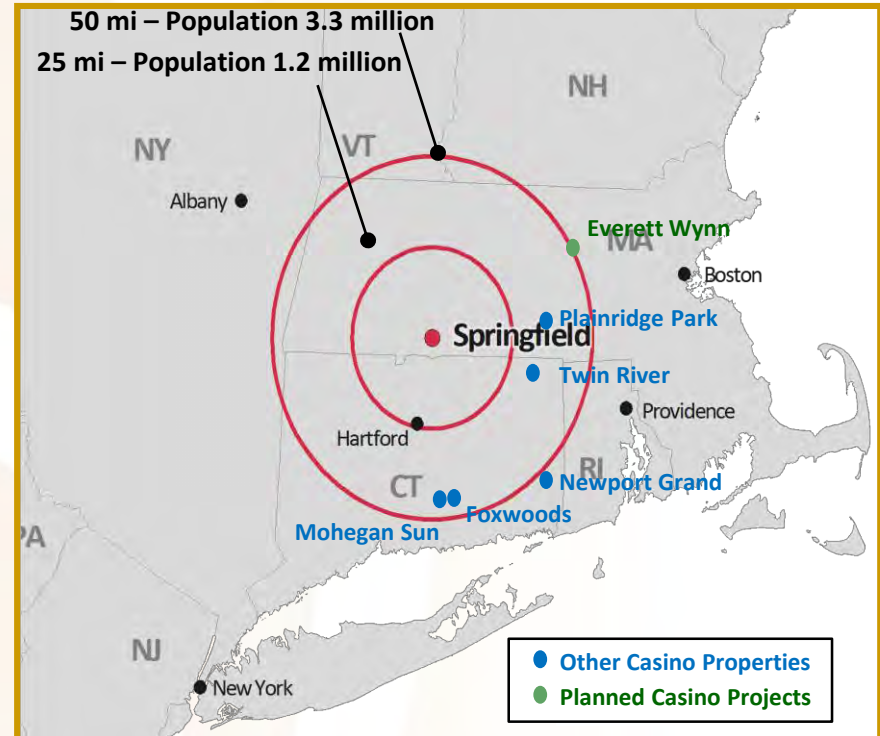 50 mi – Population 3.3 million
25 mi – Population 1.2 million
NH
NY
VT
Albany
Everett Wynn
MA
Boston
Plainridge Park
Springfield
Twin River
Providence
Hartford
RI
Newport Grand
CT
Foxwoods
Mohegan Sun
PA
NJ
New York
Other Casino Properties
Planned Casino Projects